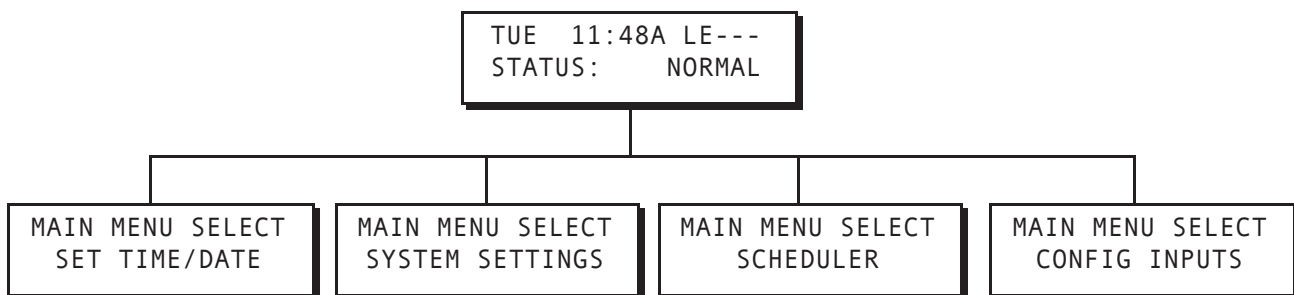 TUE 11:48A LE---
STATUS: NORMAL
MAIN MENU SELECT
SET TIME/DATE
MAIN MENU SELECT
SYSTEM SETTINGS
MAIN MENU SELECT
SCHEDULER
MAIN MENU SELECT
CONFIG INPUTS